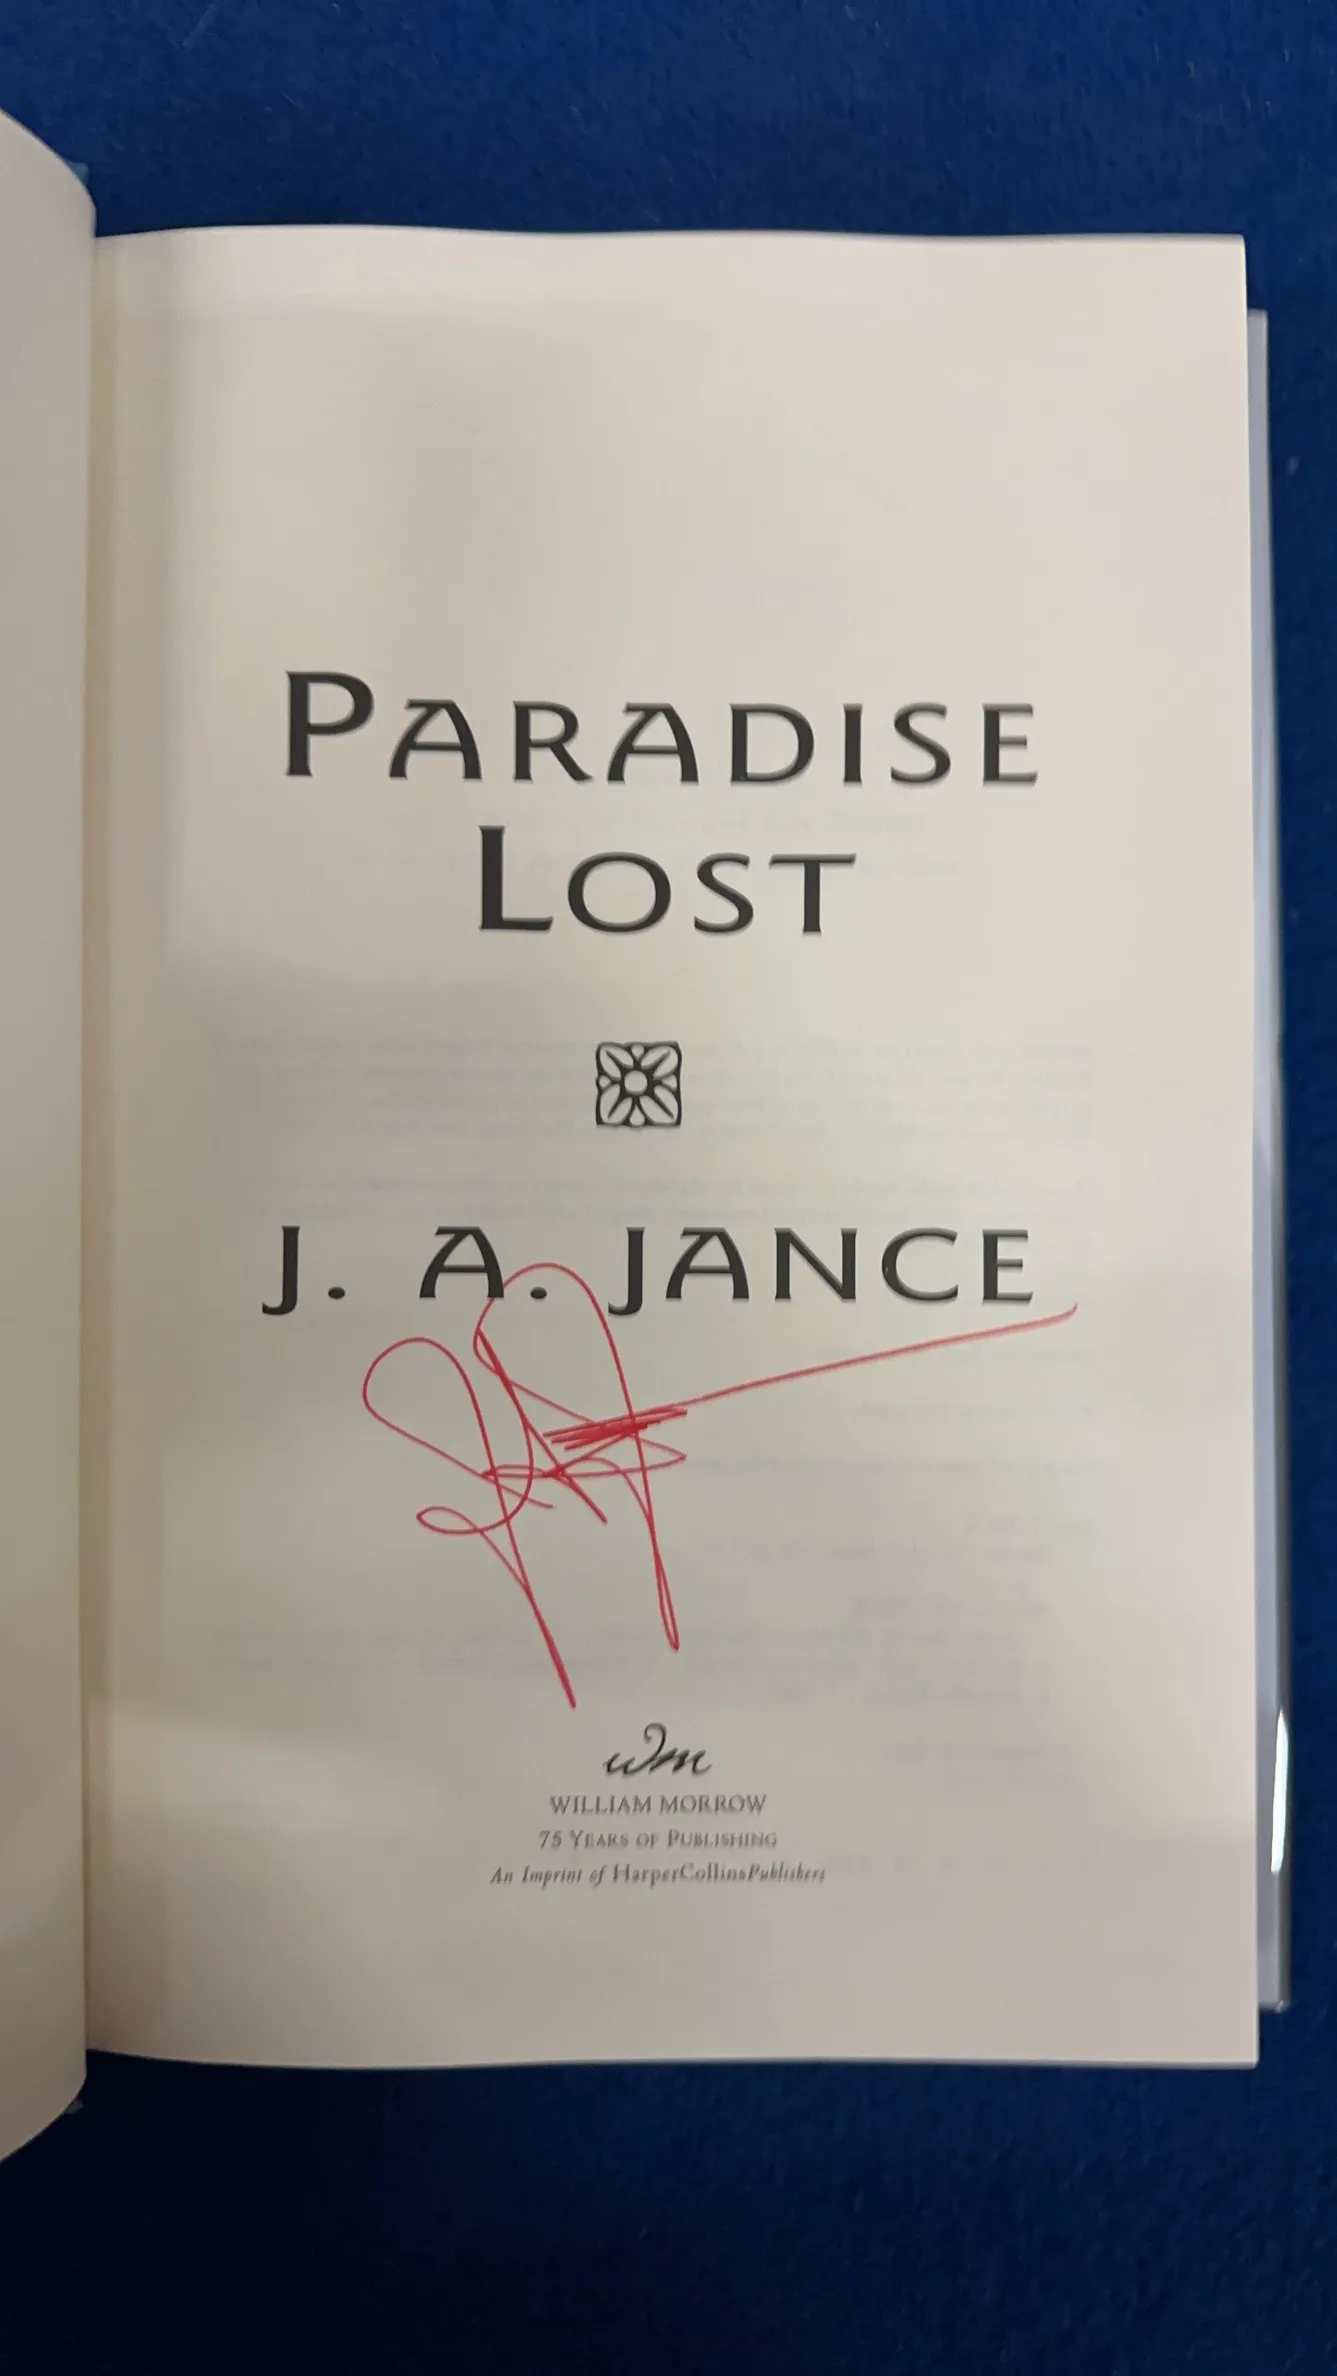 PARADISE
LOST
J. A. JANCE
wm
WILLIAM MORROW
75 YEARS OF PUBLISHING
An Imprint of HarperCollinsPublishers